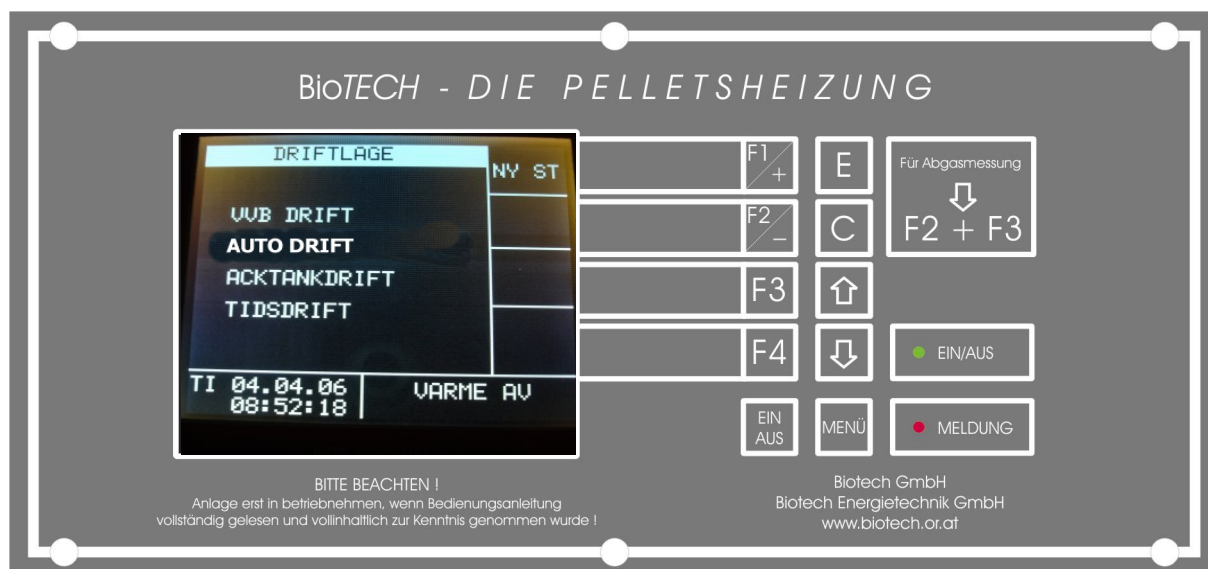 BioTECH - DIE PELLETSHEIZUNG
DRIFTLAGE
NY ST
VVB DRIFT
AUTO DRIFT
ACKTANKDRIFT
TIDSDRIFT
TI 04.04.06
08:52:18
VARME AV
F1
+
E
F2
-
C
F3
F4
EIN
AUS
MENÜ
Für Abgasmessung
F2 + F3
EIN/AUS
MELDUNG
BITTE BEACHTEN !
Anlage erst in betriebnehmen, wenn Bedienungsanleitung
vollständig gelesen und vollinhaltlich zur Kenntnis genommen wurde !
Biotech GmbH
Biotech Energietechnik GmbH
www.biotech.or.at